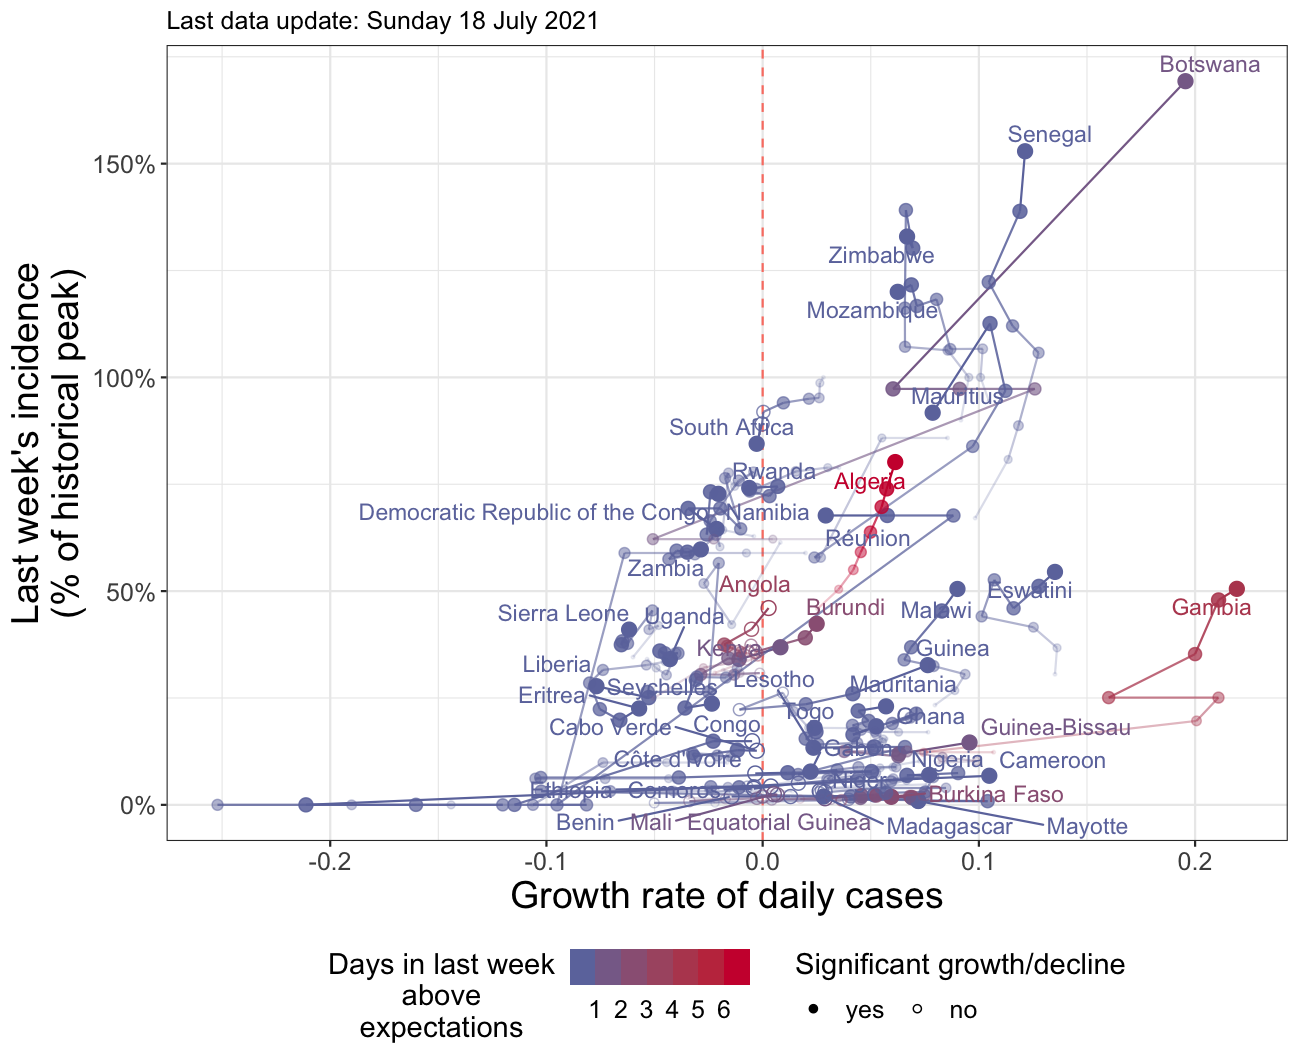 Last data update: Sunday 18 July 2021
Last week's incidence
(% of historical peak)
150%
100%
50%
0%
Botswana
Senegal
Zimbabwe
Mozambique
Mauritius
South Africa
Rwanda
Algeria
Democratic Republic of the Congo
Namibia
Réunion
Zambia
Angola
Eswatini
Sierra Leone
Uganda
Burundi
Malawi
Gambia
Kenya
Guinea
Liberia
Eritrea
Seychelles
Lesotho
Mauritania
Cabo Verde
Congo
Togo
Ghana
Guinea-Bissau
Côte d'Ivoire
Gabon
Nigeria
Cameroon
Ethiopia
Comoros
Niger
Burkina Faso
Benin
Mali
Equatorial Guinea
Madagascar
Mayotte
-0.2
-0.1
0.0
0.1
0.2
Growth rate of daily cases
Days in last week
above
expectations
1 2 3 4 5 6
Significant growth/decline
yes
no